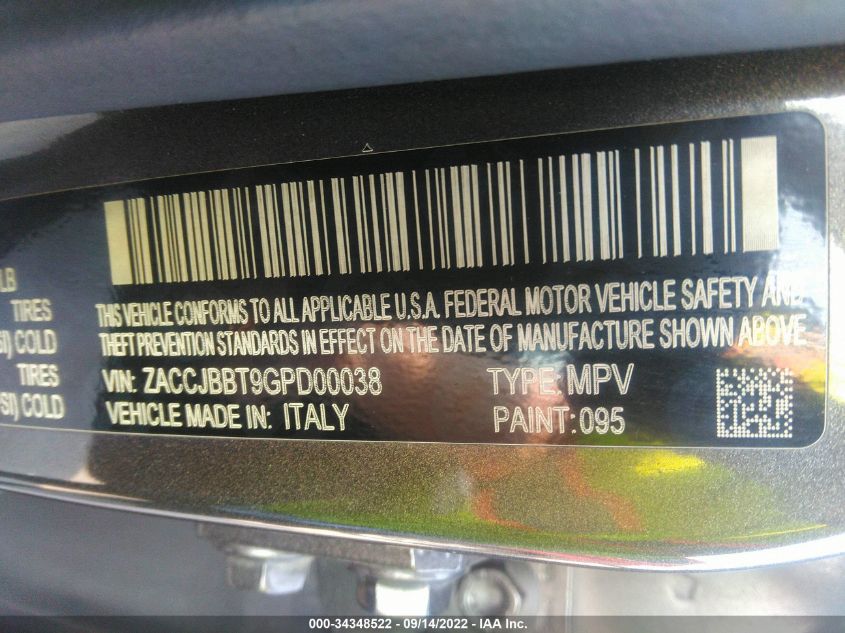 LB
TIRES
SI) COLD
TIRES
PSI) COLD
THIS VEHICLE CONFORMS TO ALL APPLICABLE U.S.A. FEDERAL MOTOR VEHICLE SAFETY AND
THEFT PREVENTION STANDARDS IN EFFECT ON THE DATE OF MANUFACTURE SHOWN ABOVE
VIN: ZACCJBBT9GPD00038 TYPE: MPV
VEHICLE MADE IN: ITALY PAINT: 095
000-34348522 - 09/14/2022 - IAA Inc.